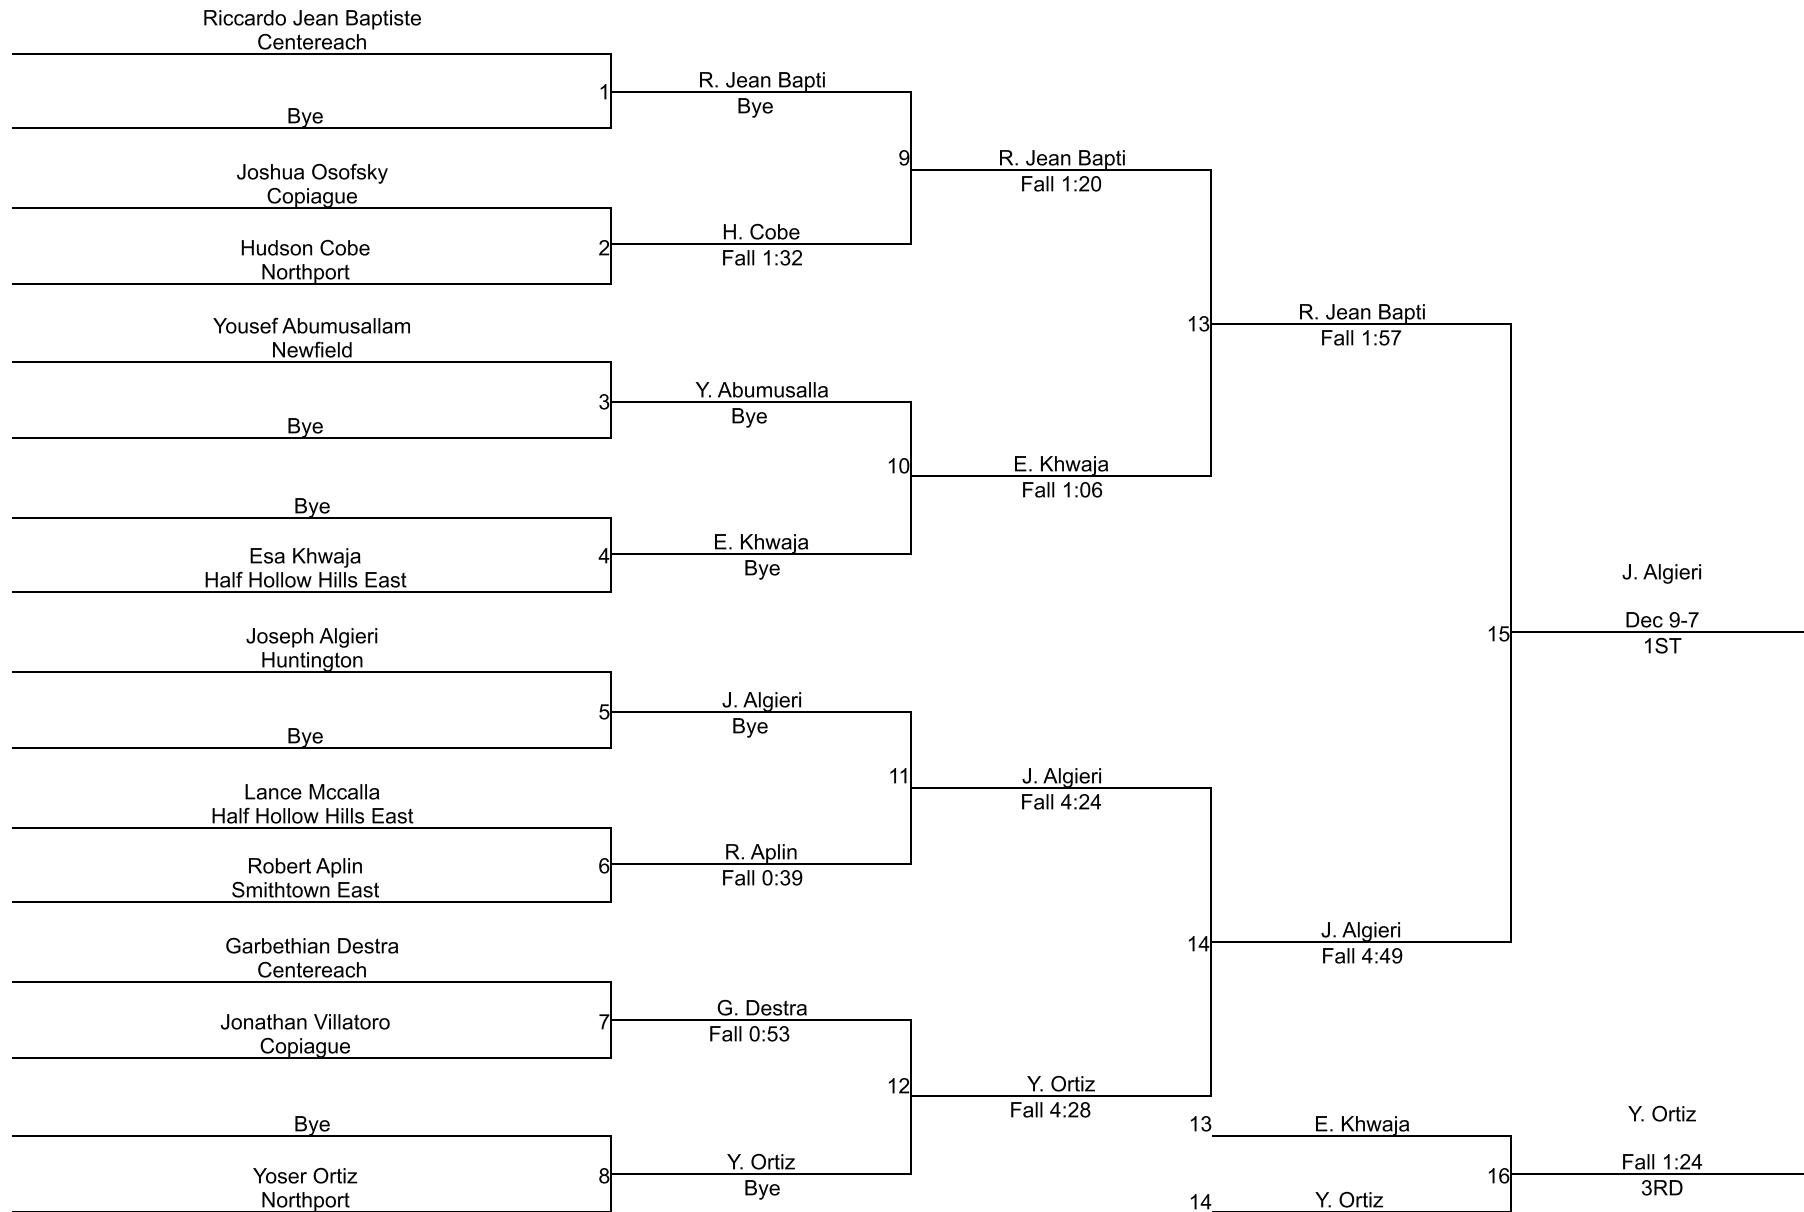 Riccardo Jean Baptiste
Centereach
Bye
1
R. Jean Bapti
Bye
Joshua Osofsky
Copiague
Hudson Cobe
Northport
2
H. Cobe
Fall 1:32
9
R. Jean Bapti
Fall 1:20
Yousef Abumusallam
Newfield
Bye
3
Y. Abumusalla
Bye
Bye
Esa Khwaja
Half Hollow Hills East
4
E. Khwaja
Bye
10
E. Khwaja
Fall 1:06
13
R. Jean Bapti
Fall 1:57
Joseph Algieri
Huntington
Bye
5
J. Algieri
Bye
Lance Mccalla
Half Hollow Hills East
Robert Aplin
Smithtown East
6
R. Aplin
Fall 0:39
11
J. Algieri
Fall 4:24
Garbethian Destra
Centereach
Jonathan Villatoro
Copiague
7
G. Destra
Fall 0:53
Bye
Yoser Ortiz
Northport
8
Y. Ortiz
Bye
12
Y. Ortiz
Fall 4:28
14
J. Algieri
Fall 4:49
15
J. Algieri
Dec 9-7
1ST
13
E. Khwaja
14
Y. Ortiz
16
Y. Ortiz
Fall 1:24
3RD